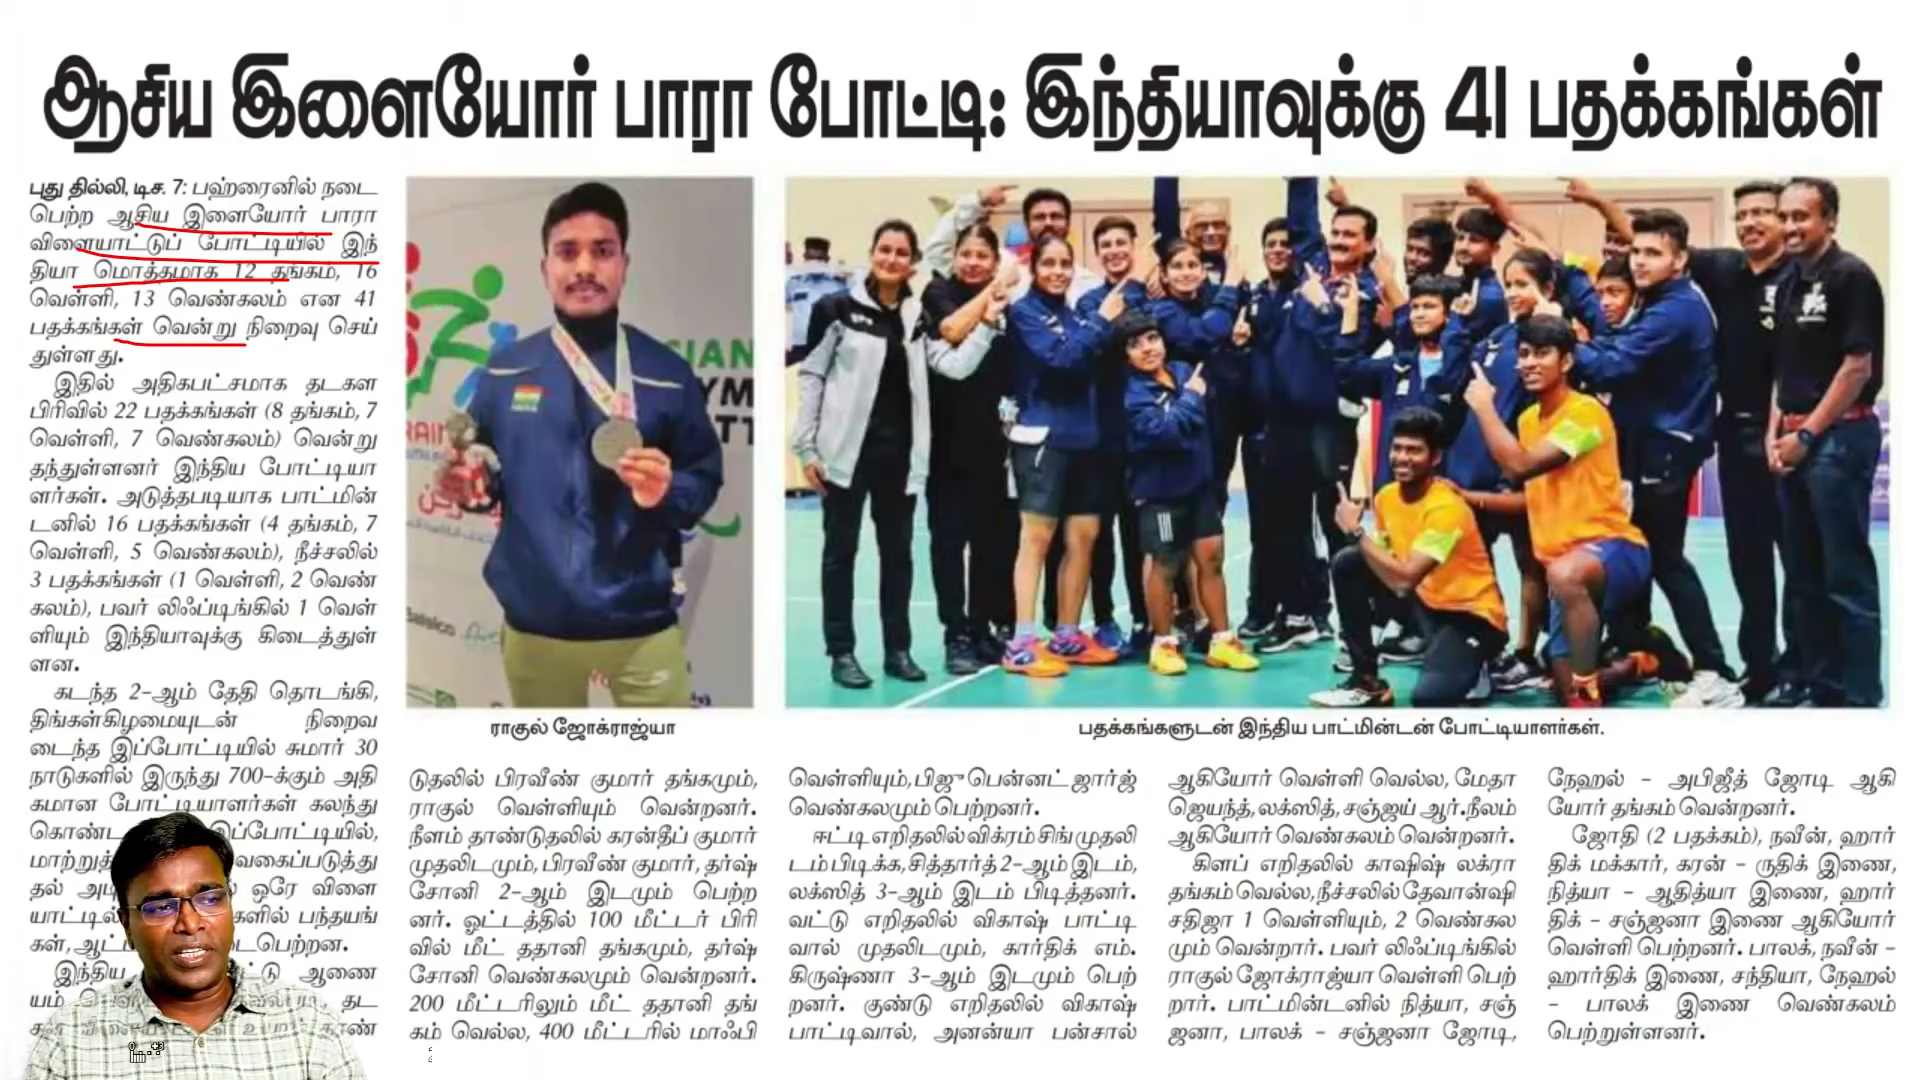 ஆசிய இளையோர் பாரா போட்டி: இந்தியாவுக்கு 41 பதக்கங்கள்
புது தில்லி, டிச. 7: பஹ்ரைனில் நடை
பெற்ற ஆசிய இளையோர் பாரா
விளையாட்டுப் போட்டியில் இந்
தியா மொத்தமாக 12 தங்கம், 16
வெள்ளி, 13 வெண்கலம் என 41
பதக்கங்கள் வென்று நிறைவு செய்
துள்ளது.
இதில் அதிகபட்சமாக தடகள
பிரிவில் 22 பதக்கங்கள் (8 தங்கம், 7
வெள்ளி, 7 வெண்கலம்) வென்று
தந்துள்ளனர் இந்திய போட்டியா
ளர்கள். அடுத்தபடியாக பாட்மின்
டனில் 16 பதக்கங்கள் (4 தங்கம், 7
வெள்ளி, 5 வெண்கலம்), நீச்சலில்
3 பதக்கங்கள் (1 வெள்ளி, 2 வெண்
கலம்), பவர் லிஃப்டிங்கில் 1 வெள்
ளியும் இந்தியாவுக்கு கிடைத்துள்
ளன.
கடந்த 2-ஆம் தேதி தொடங்கி,
திங்கள்கிழமையுடன் நிறைவ
டைந்த இப்போட்டியில் சுமார் 30
நாடுகளில் இருந்து 700-க்கும் அதி
கமான போட்டியாளர்கள் கலந்து
கொண்ட இப்போட்டியில்,
வகைப்படுத்து
தல் ஒரே விளை
யாட்டில் பந்தயங்
கள்,
இந்திய ஆணை
யம் தட
ராகுல் ஜோக்ராஜ்யா
பதக்கங்களுடன் இந்திய பாட்மின்டன் போட்டியாளர்கள்.
டுதலில் பிரவீண் குமார் தங்கமும்,
ராகுல் வெள்ளியும் வென்றனர்.
நீளம் தாண்டுதலில் கரன்தீப் குமார்
முதலிடமும், பிரவீண் குமார், தர்ஷ்
சோனி 2-ஆம் இடமும் பெற்ற
னர். ஓட்டத்தில் 100 மீட்டர் பிரி
வில் மீட் ததானி தங்கமும், தர்ஷ்
சோனி வெண்கலமும் வென்றனர்.
200 மீட்டரிலும் மீட் ததானி தங்
கம் வெல்ல, 400 மீட்டரில் மாஃபி
வெள்ளியும், பிஜு பென்னட் ஜார்ஜ்
வெண்கலமும் பெற்றனர்.
ஈட்டி எறிதலில் விக்ரம் சிங் முதலி
டம் பிடிக்க, சித்தார்த் 2-ஆம் இடம்,
லக்ஸித் 3-ஆம் இடம் பிடித்தனர்.
வட்டு எறிதலில் விகாஷ் பாட்டி
வால் முதலிடமும், கார்திக் எம்.
கிருஷ்ணா 3-ஆம் இடமும் பெற்
றனர். குண்டு எறிதலில் விகாஷ்
பாட்டிவால், அனன்யா பன்சால்
ஆகியோர் வெள்ளி வெல்ல, மேதா
ஜெயந்த், லக்ஸித், சஞ்ஜய் ஆர்.நீலம்
ஆகியோர் வெண்கலம் வென்றனர்.
கிளப் எறிதலில் காஷிஷ் லக்ரா
தங்கம் வெல்ல, நீச்சலில் தேவான்ஷி
சதிஜா 1 வெள்ளியும், 2 வெண்கல
மும் வென்றார். பவர் லிஃப்டிங்கில்
ராகுல் ஜோக்ராஜ்யா வெள்ளி பெற்
றார். பாட்மின்டனில் நித்யா, சஞ்
ஜனா, பாலக் - சஞ்ஜனா ஜோடி,
நேஹல் - அபிஜீத் ஜோடி ஆகி
யோர் தங்கம் வென்றனர்.
ஜோதி (2 பதக்கம்), நவீன், ஹார்
திக் மக்கார், கரன் - ருதிக் இணை,
நித்யா - ஆதித்யா இணை, ஹார்
திக் - சஞ்ஜனா இணை ஆகியோர்
வெள்ளி பெற்றனர். பாலக், நவீன் -
ஹார்திக் இணை, சந்தியா, நேஹல்
- பாலக் இணை வெண்கலம்
பெற்றுள்ளனர்.